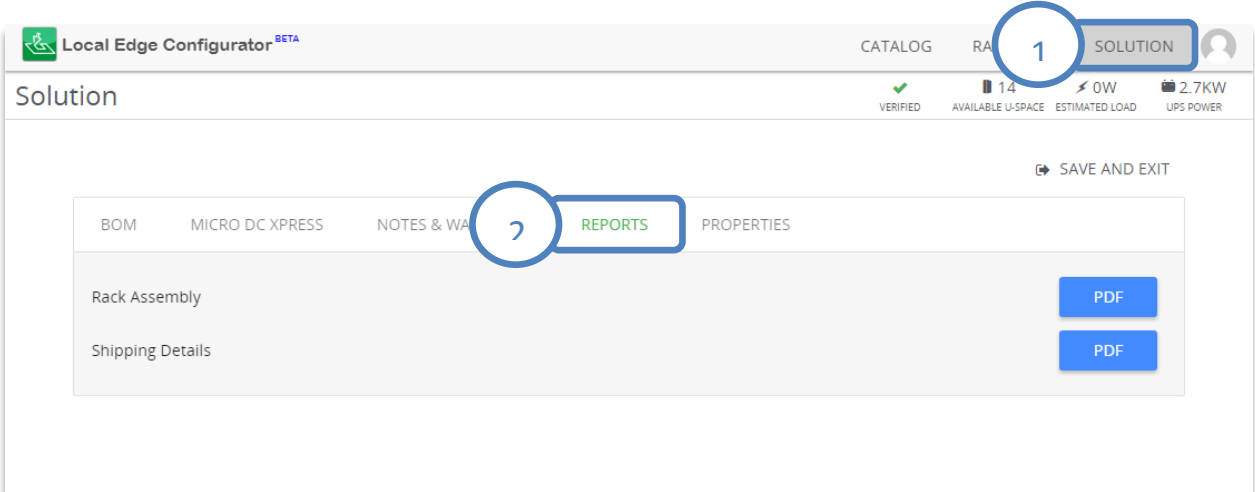 Local Edge Configurator BETA
CATALOG RA 1 SOLUTION
Solution
14 0W 2.7KW
VERIFIED AVAILABLE U-SPACE ESTIMATED LOAD UPS POWER
SAVE AND EXIT
BOM MICRO DC XPRESS NOTES & WA 2 REPORTS PROPERTIES
Rack Assembly PDF
Shipping Details PDF